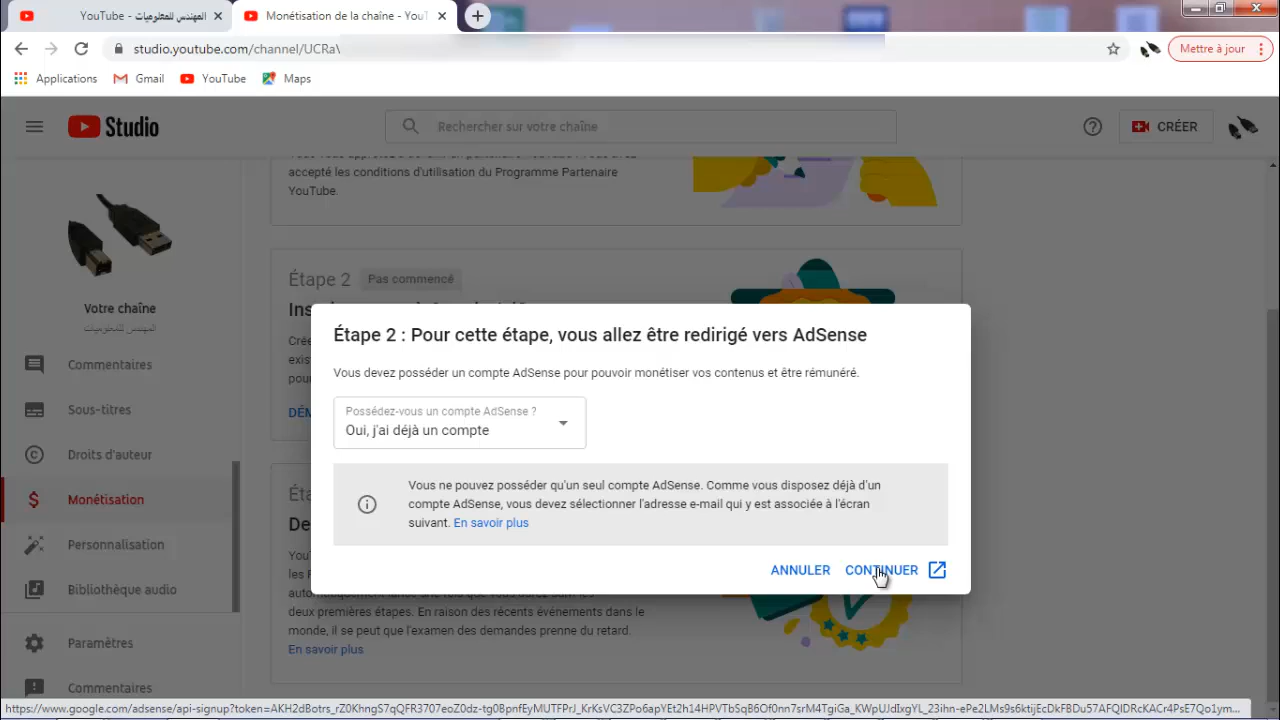 YouTube - المهندس للمعلوميات
Monétisation de la chaîne - YouT
studio.youtube.com/channel/UCRa\
Mettre à jour
Applications
Gmail
YouTube
Maps
Studio
Rechercher sur votre chaîne
CRÉER
accepté les conditions d'utilisation du Programme Partenaire
YouTube.
Votre chaîne
المهندس للمعلوميات
Commentaires
Sous-titres
Droits d'auteur
Monétisation
Personnalisation
Bibliothèque audio
Paramètres
Commentaires
Étape 2
Pas commencé
Étape 2 : Pour cette étape, vous allez être redirigé vers AdSense
Vous devez posséder un compte AdSense pour pouvoir monétiser vos contenus et être rémunéré.
Possédez-vous un compte AdSense ?
Oui, j'ai déjà un compte
Vous ne pouvez posséder qu'un seul compte AdSense. Comme vous disposez déjà d'un
compte AdSense, vous devez sélectionner l'adresse e-mail qui y est associée à l'écran
suivant. En savoir plus
ANNULER
CONTINUER
deux premières étapes. En raison des récents événements dans le
monde, il se peut que l'examen des demandes prenne du retard.
En savoir plus